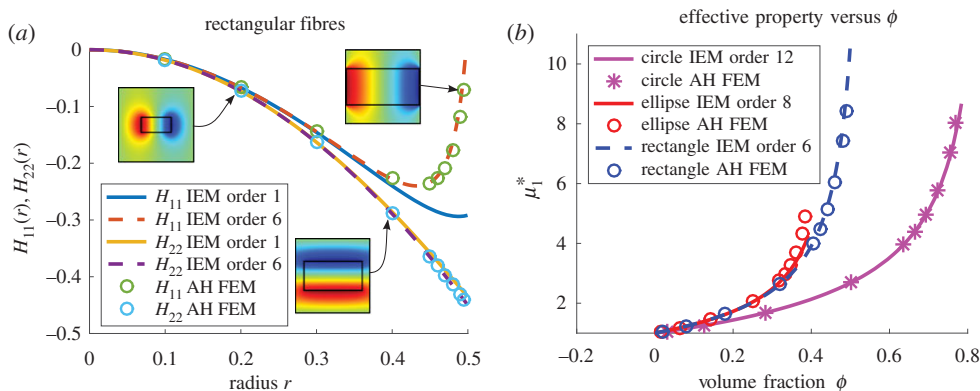 (a)
rectangular fibres
0
−0.1
−0.2
−0.3
−0.4
−0.5
H11(r), H22(r)
H11 IEM order 1
H11 IEM order 6
H22 IEM order 1
H22 IEM order 6
H11 AH FEM
H22 AH FEM
0
0.1
0.2
0.3
0.4
0.5
radius r
(b)
effective property versus ϕ
10
8
6
4
2
μ1*
circle IEM order 12
circle AH FEM
ellipse IEM order 8
ellipse AH FEM
rectangle IEM order 6
rectangle AH FEM
−0.2
0
0.2
0.4
0.6
0.8
volume fraction ϕ